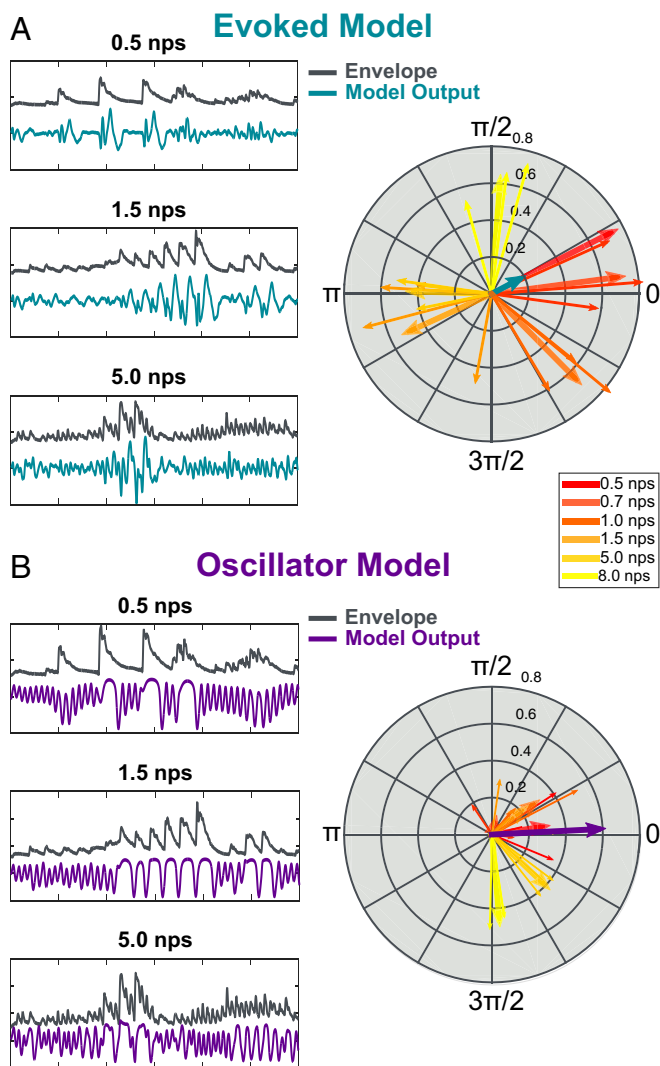 A
Evoked Model
0.5 nps
Envelope
Model Output
1.5 nps
5.0 nps
π/2
0.8
0.6
0.4
0.2
π
0
3π/2
0.5 nps
0.7 nps
1.0 nps
1.5 nps
5.0 nps
8.0 nps
B
Oscillator Model
0.5 nps
Envelope
Model Output
1.5 nps
5.0 nps
π/2
0.8
0.6
0.4
0.2
π
0
3π/2